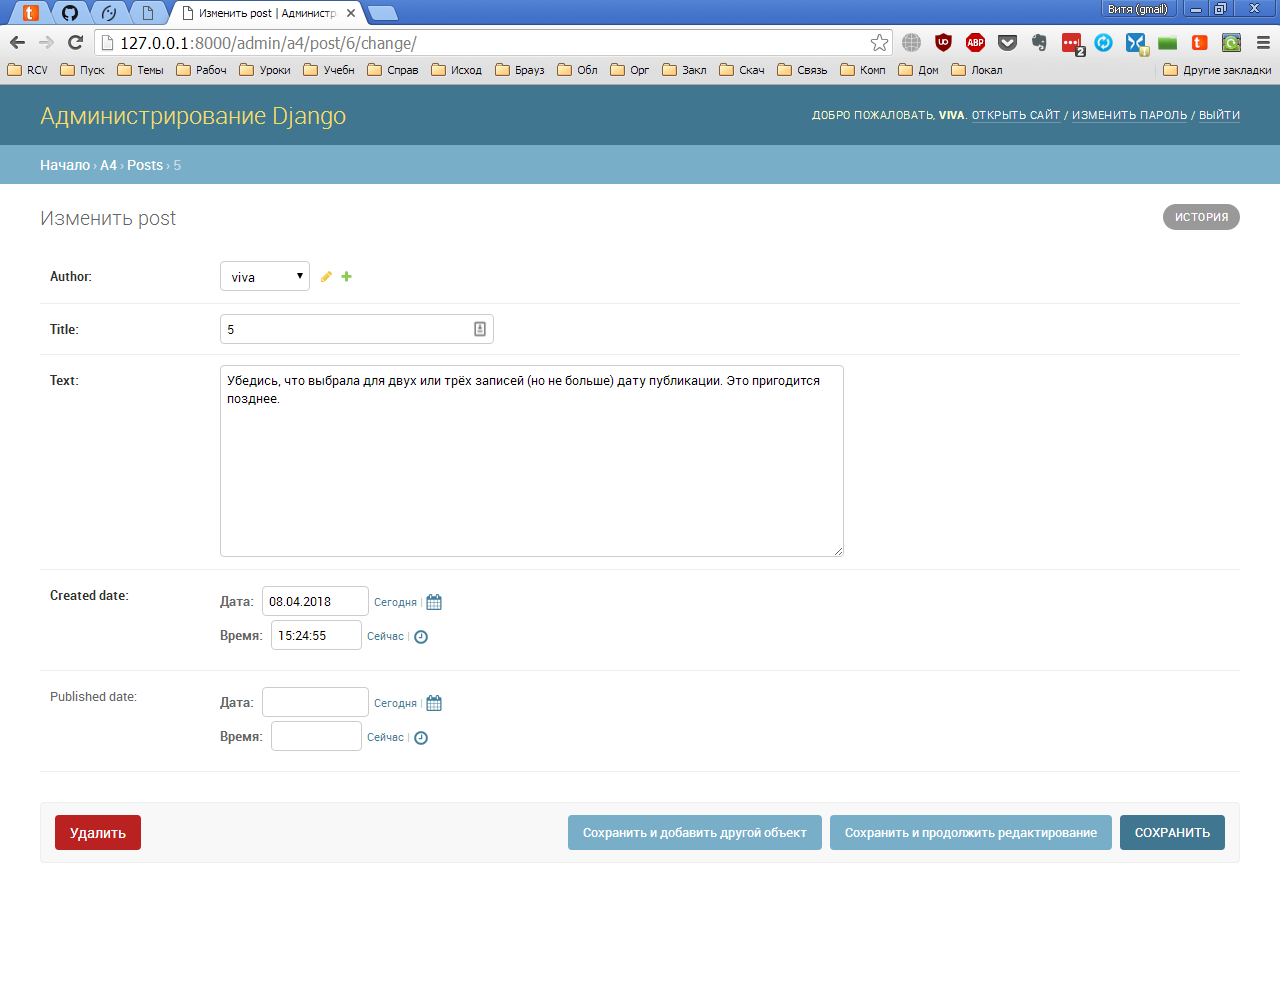 Изменить post | Администр
Витя (gmail)
127.0.0.1:8000/admin/a4/post/6/change/
RCV Пуск Темы Рабоч Уроки Учебн Справ Исход Брауз Обл Орг Закл Скач Связь Комп Дом Локал Другие закладки
Администрирование Django
ДОБРО ПОЖАЛОВАТЬ, VIVA. ОТКРЫТЬ САЙТ / ИЗМЕНИТЬ ПАРОЛЬ / ВЫЙТИ
Начало › A4 › Posts › 5
Изменить post
ИСТОРИЯ
Author: viva
Title: 5
Text: Убедись, что выбрала для двух или трёх записей (но не больше) дату публикации. Это пригодится
позднее.
Created date: Дата: 08.04.2018 Сегодня |
Время: 15:24:55 Сейчас |
Published date: Дата: Сегодня |
Время: Сейчас |
Удалить Сохранить и добавить другой объект Сохранить и продолжить редактирование СОХРАНИТЬ